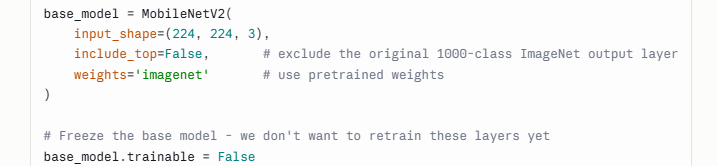 base_model = MobileNetV2(
    input_shape=(224, 224, 3),
    include_top=False,       # exclude the original 1000-class ImageNet output layer
    weights='imagenet'       # use pretrained weights
)

# Freeze the base model - we don't want to retrain these layers yet
base_model.trainable = False